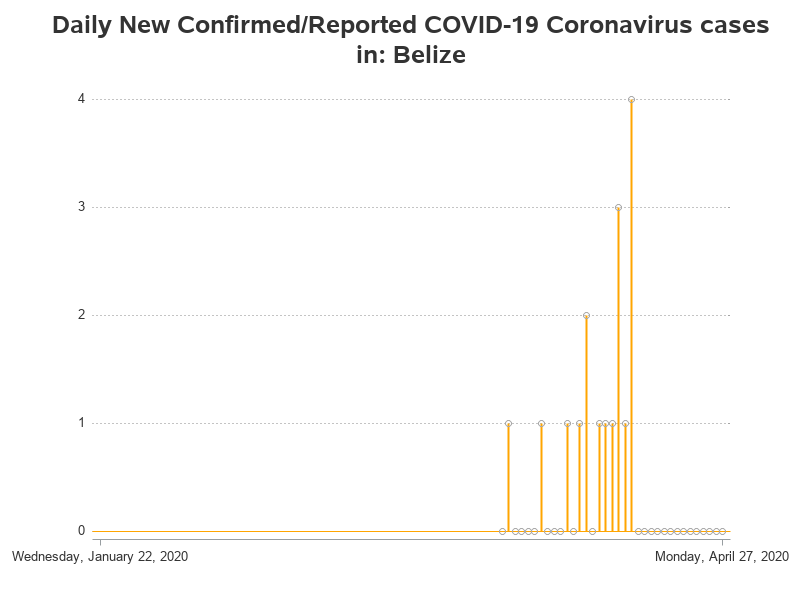 Daily New Confirmed/Reported COVID-19 Coronavirus cases
in: Belize
4
3
2
1
0
Wednesday, January 22, 2020
Monday, April 27, 2020